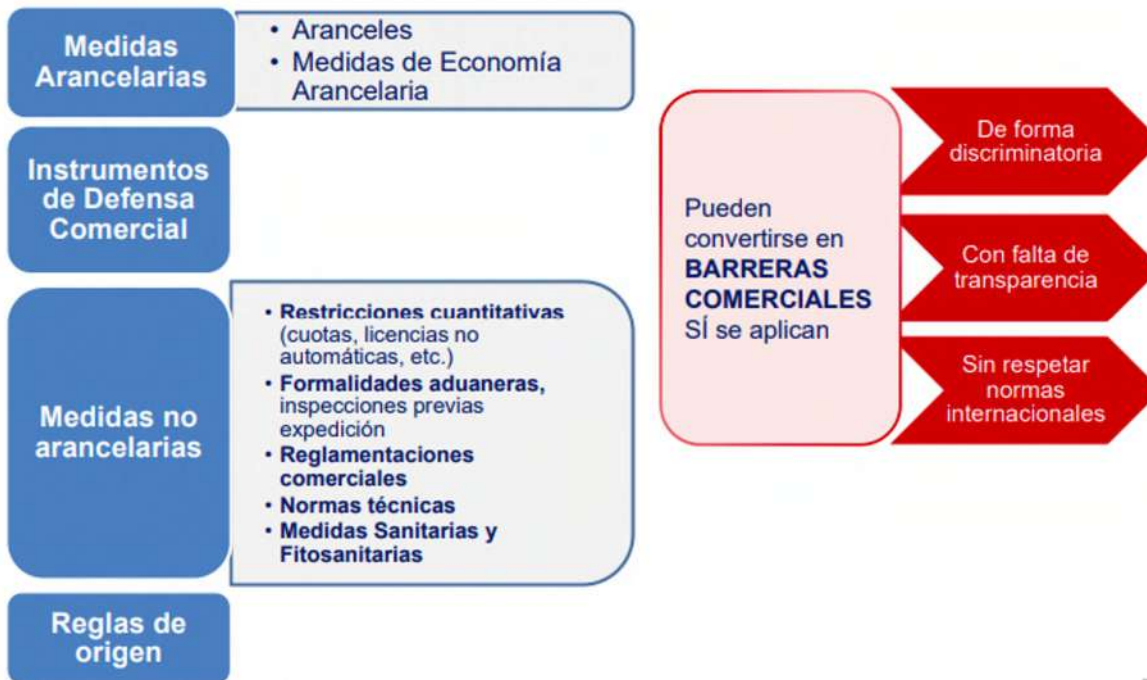 Medidas
Arancelarias
• Aranceles
• Medidas de Economía
Arancelaria
Instrumentos
de Defensa
Comercial
Medidas no
arancelarias
• Restricciones cuantitativas
(cuotas, licencias no
automáticas, etc.)
• Formalidades aduaneras,
inspecciones previas
expedición
• Reglamentaciones
comerciales
• Normas técnicas
• Medidas Sanitarias y
Fitosanitarias
Reglas de
origen
Pueden
convertirse en
BARRERAS
COMERCIALES
SÍ se aplican
De forma
discriminatoria
Con falta de
transparencia
Sin respetar
normas
internacionales